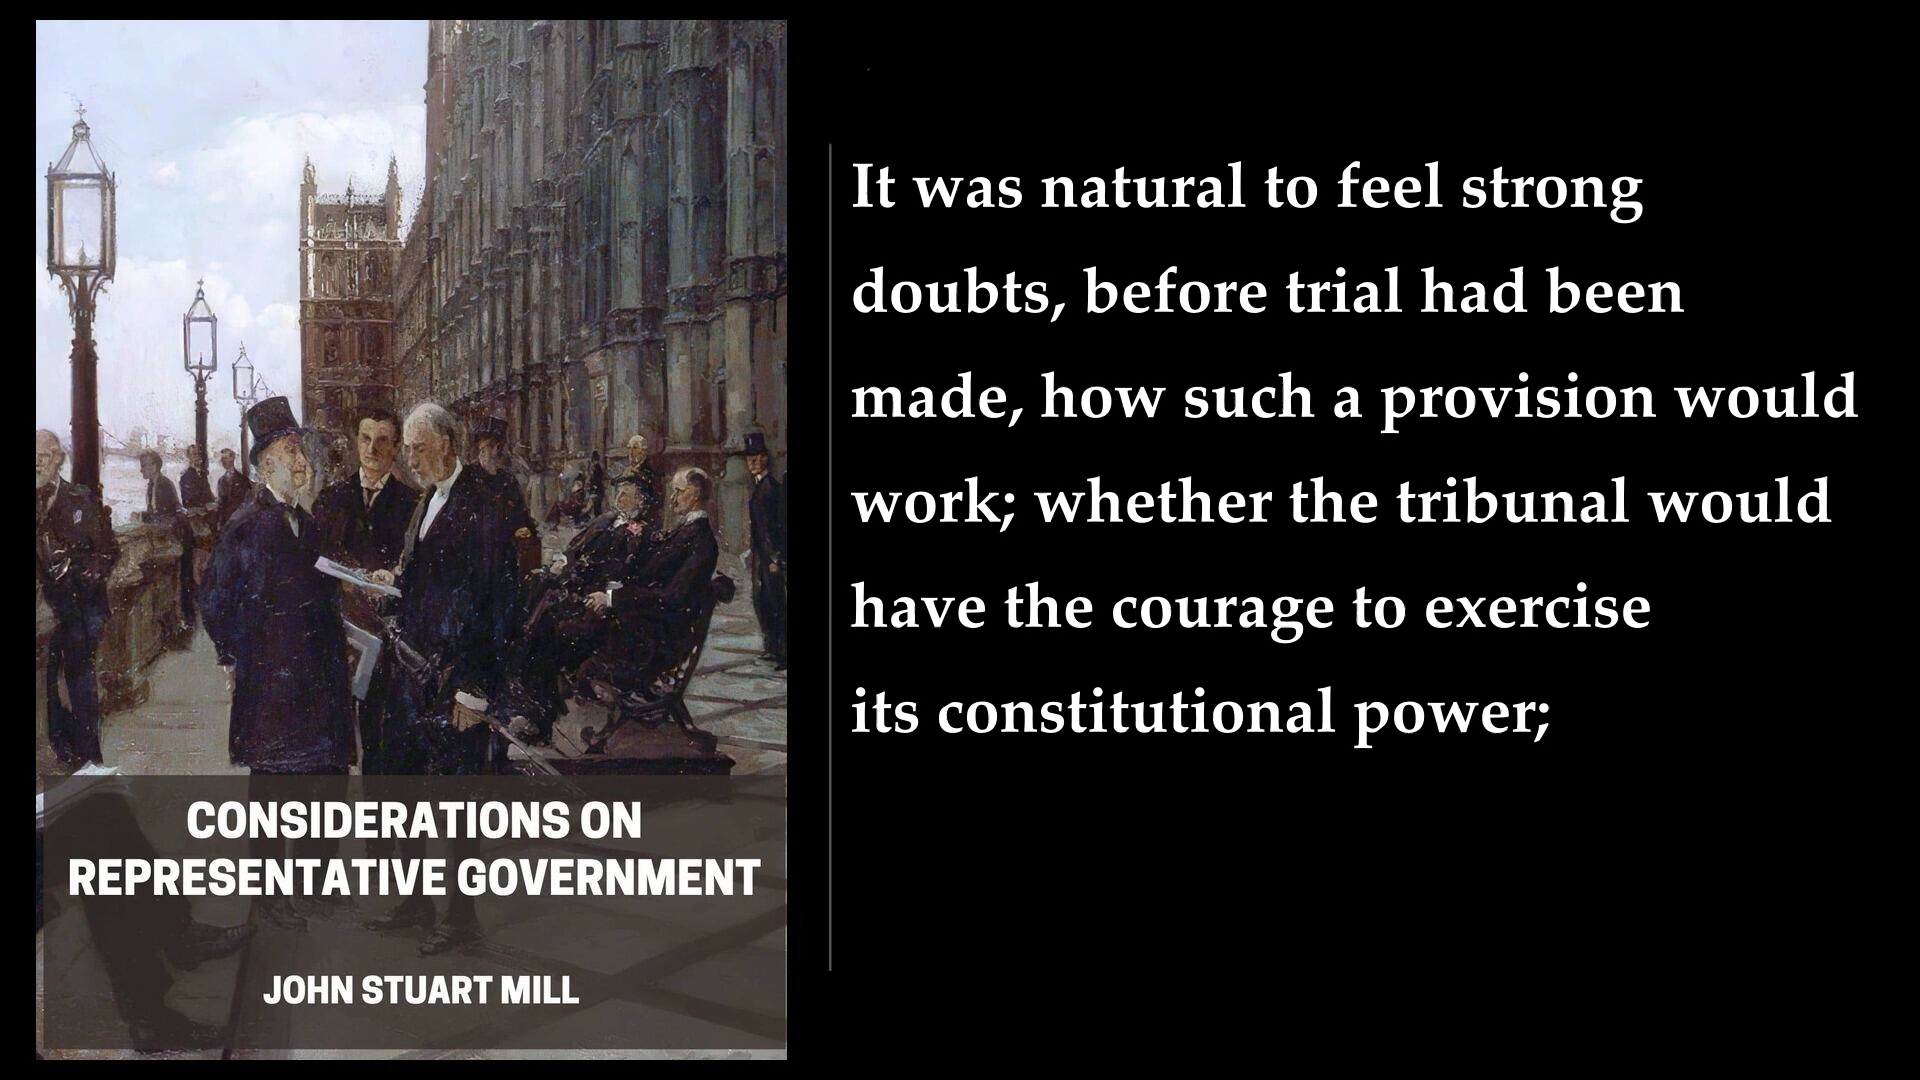 CONSIDERATIONS ON
REPRESENTATIVE GOVERNMENT
JOHN STUART MILL
It was natural to feel strong
doubts, before trial had been
made, how such a provision would
work; whether the tribunal would
have the courage to exercise
its constitutional power;